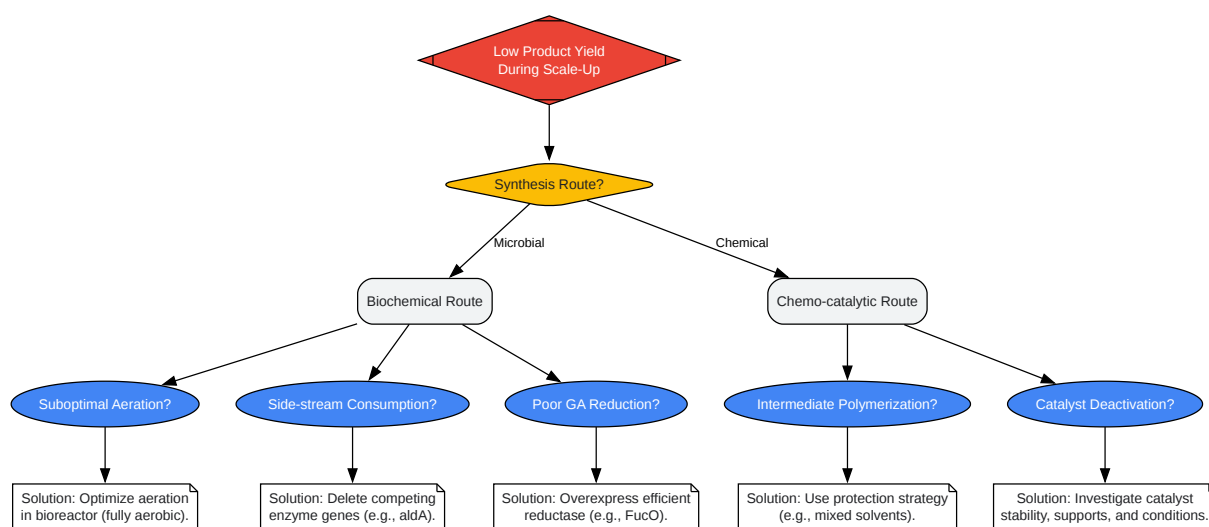 Low Product Yield
During Scale-Up
Synthesis Route?
Microbial
Chemical
Biochemical Route
Chemo-catalytic Route
Suboptimal Aeration?
Side-stream Consumption?
Poor GA Reduction?
Intermediate Polymerization?
Catalyst Deactivation?
Solution: Optimize aeration
in bioreactor (fully aerobic).
Solution: Delete competing
enzyme genes (e.g., aldA).
Solution: Overexpress efficient
reductase (e.g., FucO).
Solution: Use protection strategy
(e.g., mixed solvents).
Solution: Investigate catalyst
stability, supports, and conditions.